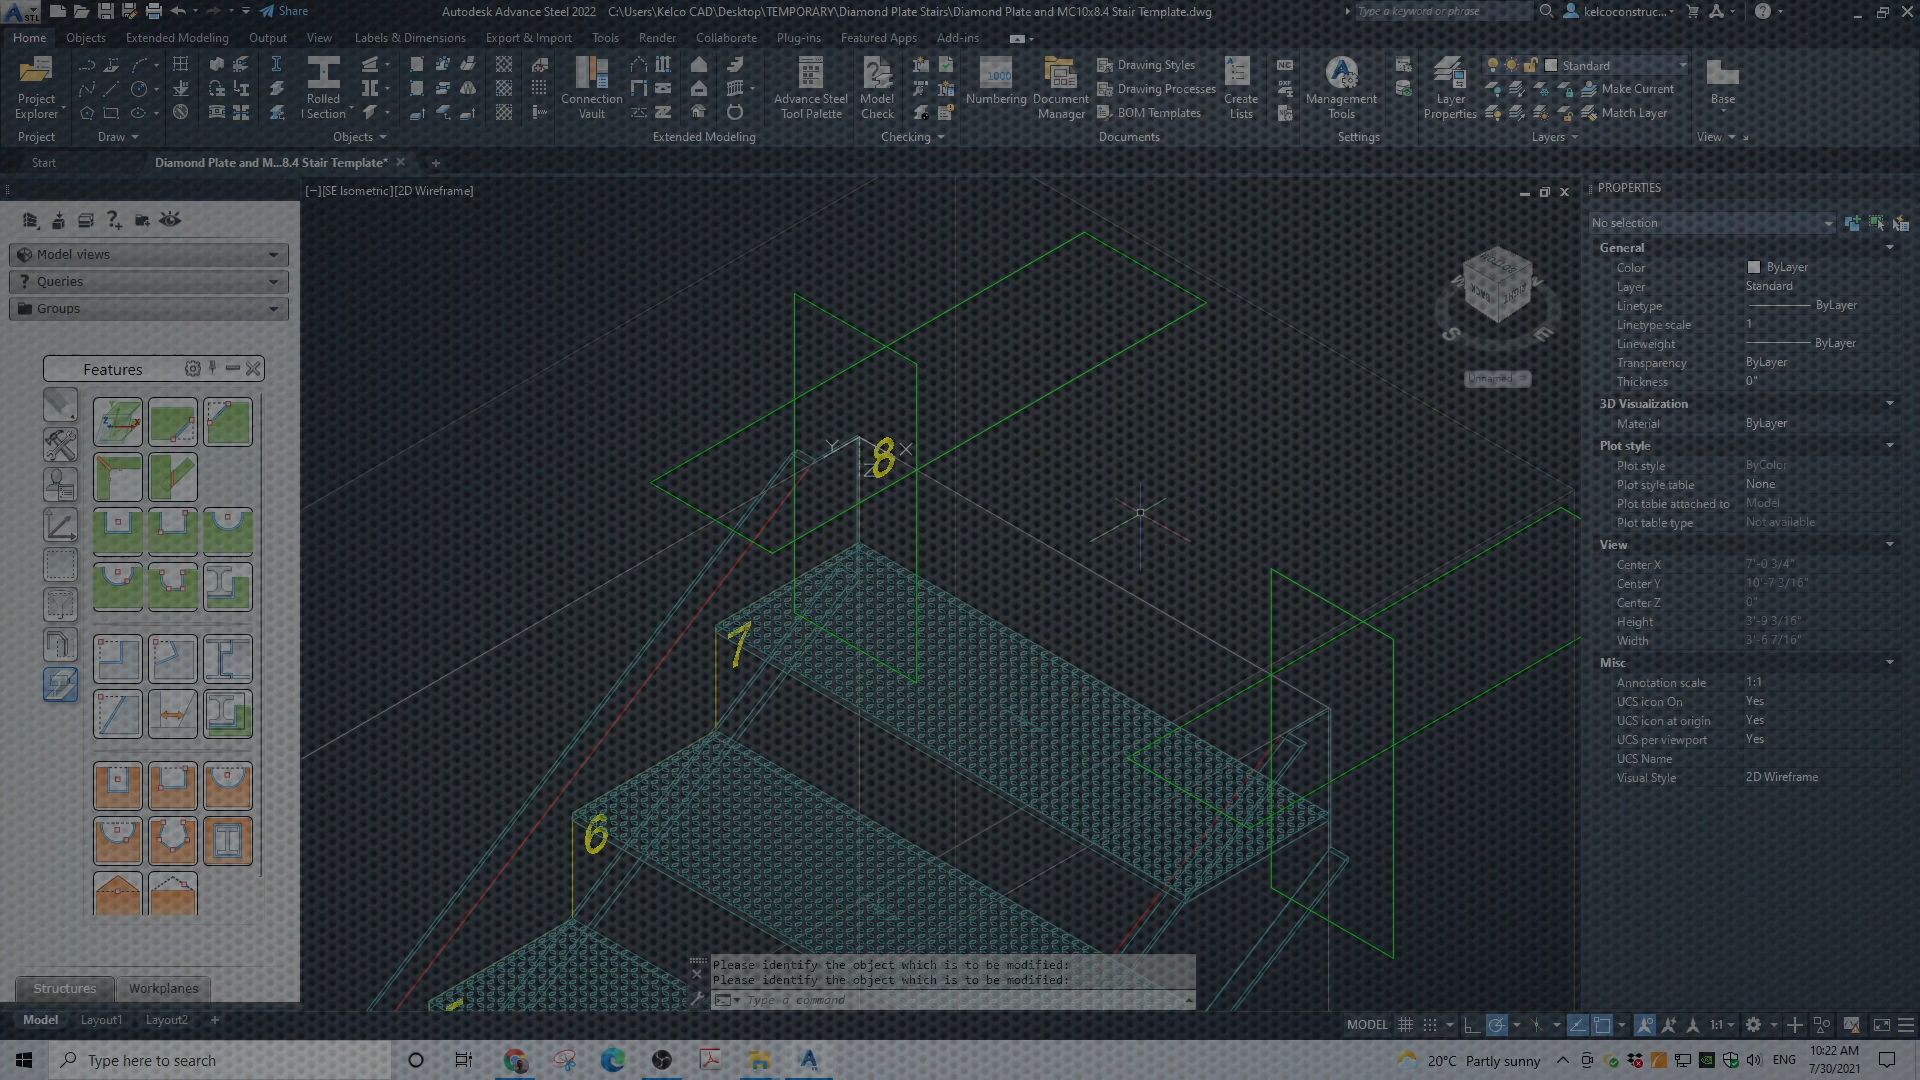 Share
Autodesk Advance Steel 2022   C:\Users\Kelco CAD\Desktop\TEMPORARY\Diamond Plate Stairs\Diamond Plate and MC10x8.4 Stair Template.dwg
Type a keyword or phrase
kelcoconstruc...
Home Objects Extended Modeling Output View Labels & Dimensions Export & Import Tools Render Collaborate Plug-ins Featured Apps Add-ins
Project Explorer
Project
Draw
Rolled I Section
Objects
Connection Vault
Extended Modeling
Advance Steel Tool Palette
Model Check
Checking
1000
Numbering
Document Manager
Drawing Styles
Drawing Processes
BOM Templates
Create Lists
NC
DXF
Documents
Management Tools
Settings
Layer Properties
Standard
Make Current
Match Layer
Layers
Base
View
Start
Diamond Plate and M...8.4 Stair Template*
[−][SE Isometric][2D Wireframe]
Model views
Queries
Groups
Features
Structures
Workplanes
8
7
6
Y
X
Z
BOTTOM
RIGHT
BACK
W
N
S
E
Unnamed
PROPERTIES
No selection
General
Color ByLayer
Layer Standard
Linetype ByLayer
Linetype scale 1
Lineweight ByLayer
Transparency ByLayer
Thickness 0"
3D Visualization
Material ByLayer
Plot style
Plot style ByColor
Plot style table None
Plot table attached to Model
Plot table type Not available
View
Center X 7'-0 3/4"
Center Y 10'-7 3/16"
Center Z 0"
Height 3'-9 3/16"
Width 3'-6 7/16"
Misc
Annotation scale 1:1
UCS icon On Yes
UCS icon at origin Yes
UCS per viewport Yes
UCS Name
Visual Style 2D Wireframe
Please identify the object which is to be modified:
Please identify the object which is to be modified:
Type a command
Model Layout1 Layout2
MODEL
1:1
Type here to search
20°C Partly sunny
ENG
10:22 AM
7/30/2021